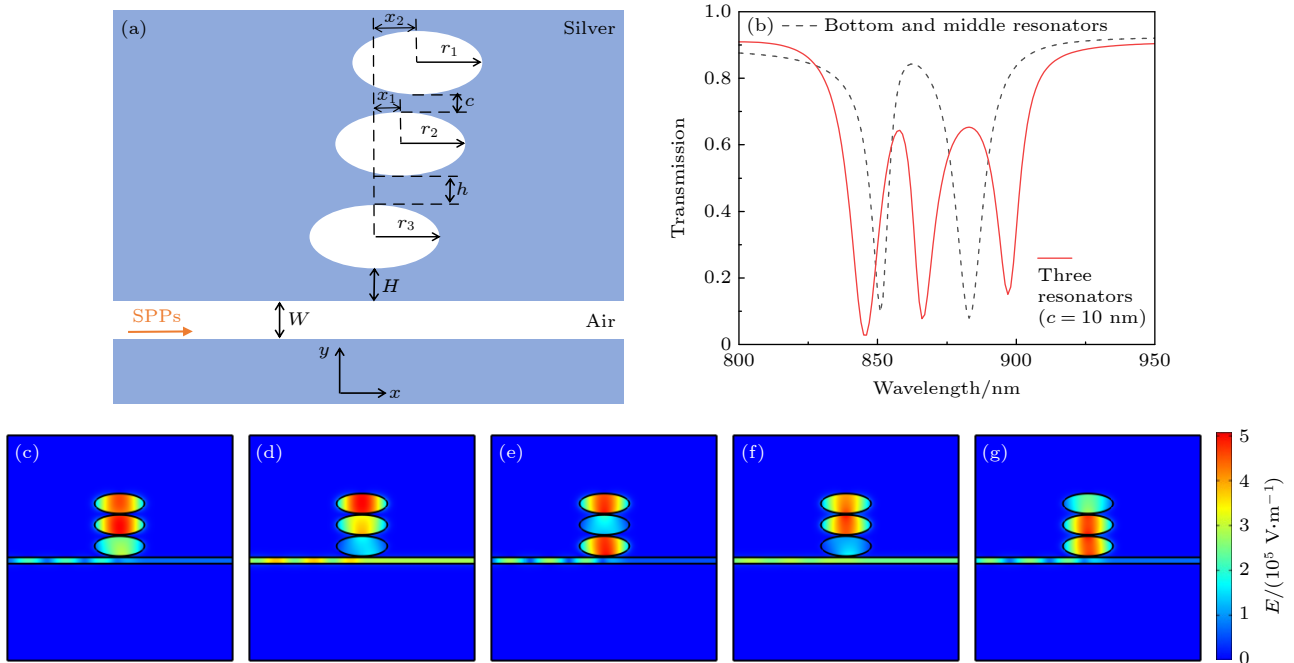 (a)
Silver
x₂
r₁
c
x₁
r₂
h
r₃
H
SPPs
W
Air
y
x
(b)
Bottom and middle resonators
1.0
0.8
0.6
0.4
0.2
0
Transmission
Three
resonators
(c = 10 nm)
800
850
900
950
Wavelength/nm
(c)
(d)
(e)
(f)
(g)
5
4
3
2
1
0
E/(10⁵ V·m⁻¹)